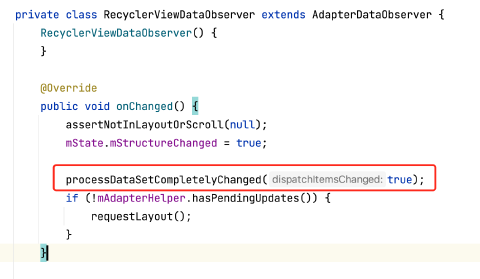 private class RecyclerViewDataObserver extends AdapterDataObserver {
RecyclerViewDataObserver() {
}
@Override
public void onChanged() {
assertNotInLayoutOrScroll(null);
mState.mStructureChanged = true;
processDataSetCompletelyChanged( dispatchItemsChanged: true);
if (!mAdapterHelper.hasPendingUpdates()) {
requestLayout();
}
}